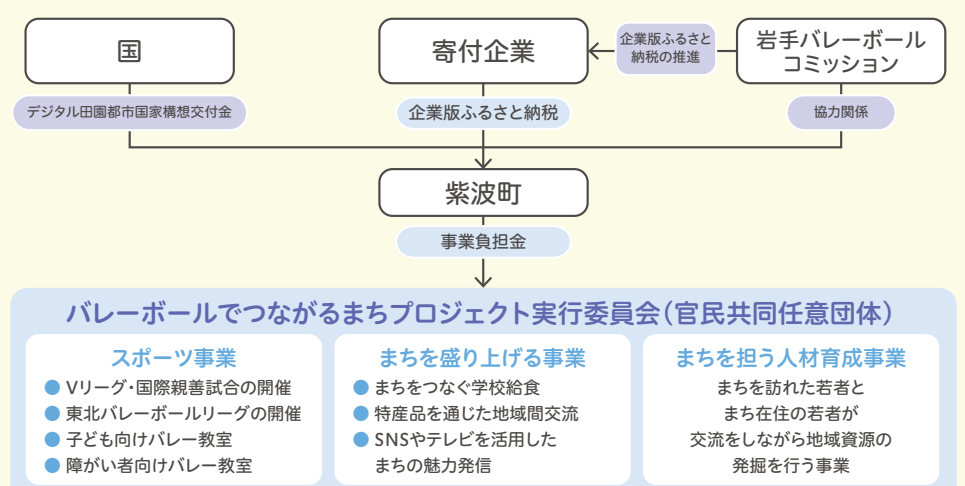 国
寄付企業
企業版ふるさと
納税の推進
岩手バレーボール
コミッション
デジタル田園都市国家構想交付金
企業版ふるさと納税
協力関係
紫波町
事業負担金
バレーボールでつながるまちプロジェクト実行委員会(官民共同任意団体)
スポーツ事業
● Vリーグ・国際親善試合の開催
● 東北バレーボールリーグの開催
● 子ども向けバレー教室
● 障がい者向けバレー教室
まちを盛り上げる事業
● まちをつなぐ学校給食
● 特産品を通じた地域間交流
● SNSやテレビを活用した
まちの魅力発信
まちを担う人材育成事業
まちを訪れた若者と
まち在住の若者が
交流をしながら地域資源の
発掘を行う事業